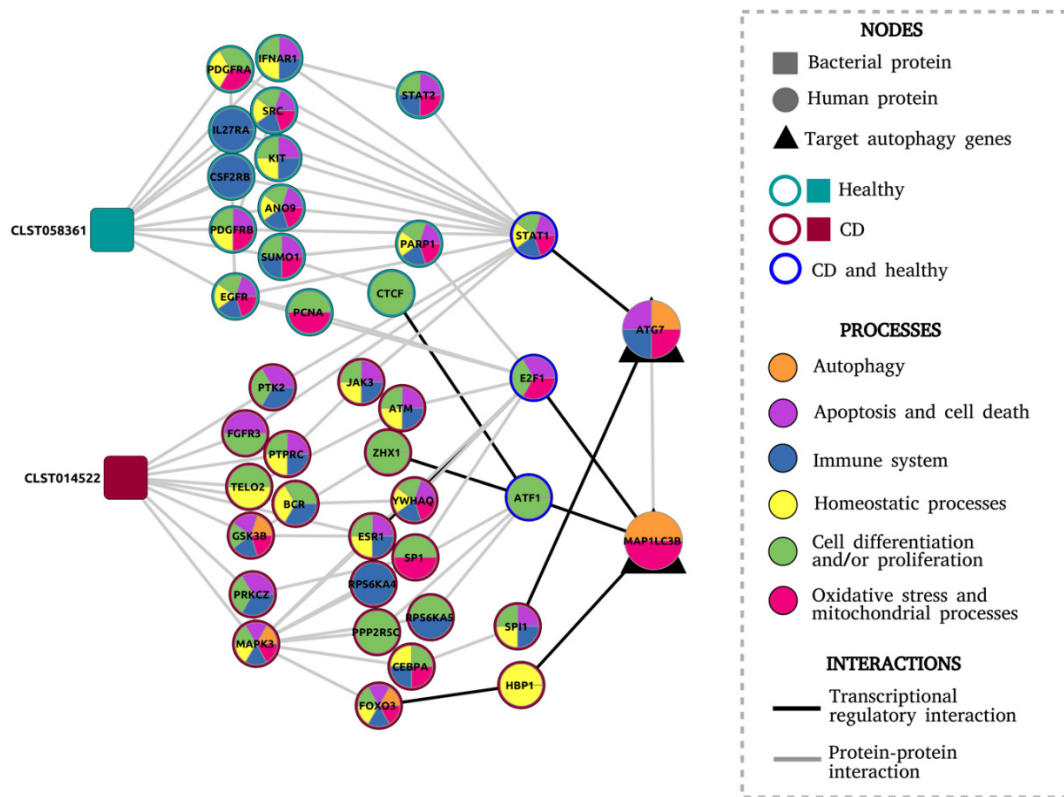 IFNAR1
PDGFRA
STAT2
SRC
IL27RA
KIT
CSF2RB
ANO9
CLST058361
PDGFRB
STAT1
PARP1
SUMO1
EGFR
CTCF
PCNA
ATG7
PTK2
JAK3
E2F1
ATM
FGFR3
PTPRC
ZHX1
CLST014522
TELO2
BCR
YWHAQ
ATF1
GSK3B
ESR1
MAP1LC3B
SP1
RPS6KA4
PRKCZ
RPS6KA5
PPP2R5C
SPI1
MAPK3
CEBPA
HBP1
FOXO3
NODES
Bacterial protein
Human protein
Target autophagy genes
Healthy
CD
CD and healthy
PROCESSES
Autophagy
Apoptosis and cell death
Immune system
Homeostatic processes
Cell differentiation
and/or proliferation
Oxidative stress and
mitochondrial processes
INTERACTIONS
Transcriptional
regulatory interaction
Protein-protein
interaction